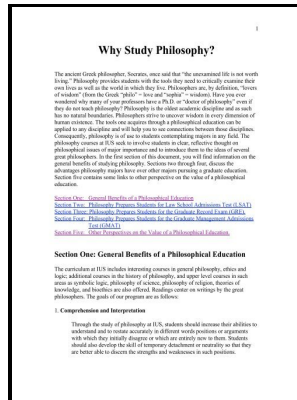 1
Why Study Philosophy?
The ancient Greek philosopher, Socrates, once said that "the unexamined life is not worth
living." Philosophy provides students with the tools they need to critically examine their
own lives as well as the world in which they live. Philosophers are, by definition, "lovers
of wisdom" (from the Greek "philo" = love and "sophia" = wisdom). Have you ever
wondered why many of your professors have a Ph.D. or "doctor of philosophy" even if
they do not teach philosophy? Philosophy is the oldest academic discipline and as such
has no natural boundaries. Philosophers strive to uncover wisdom in every dimension of
human existence. The tools one acquires through a philosophical education can be
applied to any discipline and will help you to see connections between those disciplines.
Consequently, philosophy is of use to students contemplating majors in any field. The
philosophy courses at IUS seek to involve students in clear, reflective thought on
philosophical issues of major importance and to introduce them to the ideas of several
great philosophers. In the first section of this document, you will find information on the
general benefits of studying philosophy. Sections two through four, discuss the
advantages philosophy majors have over other majors pursuing a graduate education.
Section five contains some links to other perspective on the value of a philosophical
education.
Section One: General Benefits of a Philosophical Education
Section Two: Philosophy Prepares Students for Law School Admissions Test (LSAT)
Section Three: Philosophy Prepares Students for the Graduate Record Exam (GRE).
Section Four: Philosophy Prepares Students for the Graduate Management Admissions
Test (GMAT)
Section Five: Other Perspectives on the Value of a Philosophical Education.
Section One: General Benefits of a Philosophical Education
The curriculum at IUS includes interesting courses in general philosophy, ethics and
logic; additional courses in the history of philosophy, and upper level courses in such
areas as symbolic logic, philosophy of science, philosophy of religion, theories of
knowledge, and bioethics are also offered. Readings center on writings by the great
philosophers. The goals of our program are as follows:
1. Comprehension and Interpretation
Through the study of philosophy at IUS, students should increase their abilities to
understand and to restate accurately in different words positions or arguments
with which they initially disagree or which are entirely new to them. Students
should also develop the skill of temporary detachment or neutrality so that they
are better able to discern the strengths and weaknesses in such positions.